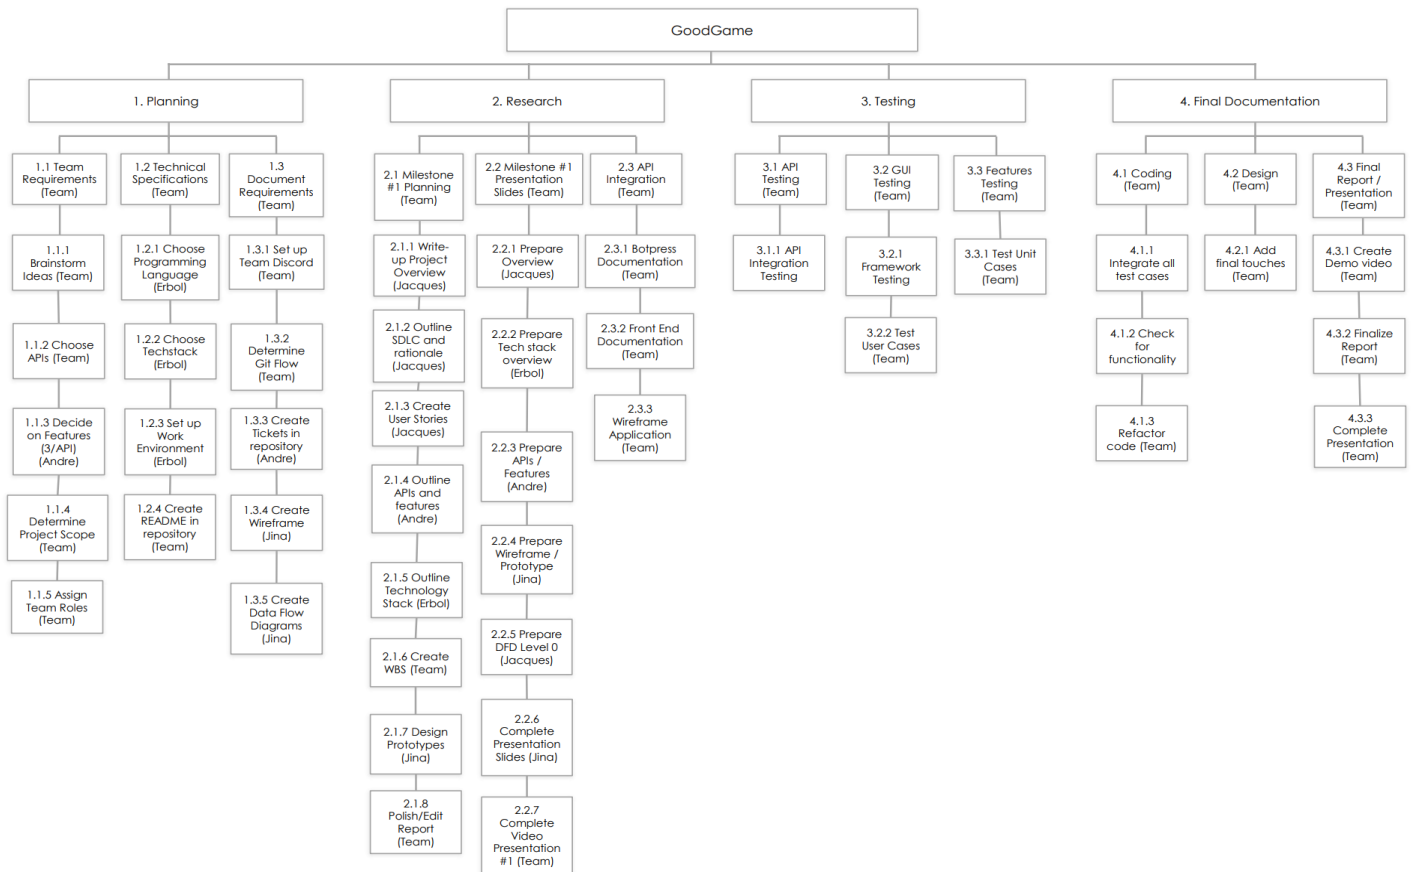 GoodGame
1. Planning
2. Research
3. Testing
4. Final Documentation
1.1 Team
Requirements
(Team)
1.1.1
Brainstorm
Ideas (Team)
1.1.2 Choose
APIs (Team)
1.1.3 Decide
on Features
(3/API)
(Andre)
1.1.4
Determine
Project Scope
(Team)
1.1.5 Assign
Team Roles
(Team)
1.2 Technical
Specifications
(Team)
1.2.1 Choose
Programming
Language
(Erbol)
1.2.2 Choose
Techstack
(Erbol)
1.2.3 Set up
Work
Environment
(Erbol)
1.2.4 Create
README in
repository
(Team)
1.3
Document
Requirements
(Team)
1.3.1 Set up
Team Discord
(Team)
1.3.2
Determine
Git Flow
(Team)
1.3.3 Create
Tickets in
repository
(Andre)
1.3.4 Create
Wireframe
(Jina)
1.3.5 Create
Data Flow
Diagrams
(Jina)
2.1 Milestone
#1 Planning
(Team)
2.1.1 Write-
up Project
Overview
(Jacques)
2.1.2 Outline
SDLC and
rationale
(Jacques)
2.1.3 Create
User Stories
(Jacques)
2.1.4 Outline
APIs and
features
(Andre)
2.1.5 Outline
Technology
Stack (Erbol)
2.1.6 Create
WBS (Team)
2.1.7 Design
Prototypes
(Jina)
2.1.8
Polish/Edit
Report
(Team)
2.2 Milestone #1
Presentation
Slides (Team)
2.2.1 Prepare
Overview
(Jacques)
2.2.2 Prepare
Tech stack
overview
(Erbol)
2.2.3 Prepare
APIs /
Features
(Andre)
2.2.4 Prepare
Wireframe /
Prototype
(Jina)
2.2.5 Prepare
DFD Level 0
(Jacques)
2.2.6
Complete
Presentation
Slides (Jina)
2.2.7
Complete
Video
Presentation
#1 (Team)
2.3 API
Integration
(Team)
2.3.1 Botpress
Documentation
(Team)
2.3.2 Front End
Documentation
(Team)
2.3.3
Wireframe
Application
(Team)
3.1 API
Testing
(Team)
3.1.1 API
Integration
Testing
3.2 GUI
Testing
(Team)
3.2.1
Framework
Testing
3.2.2 Test
User Cases
(Team)
3.3 Features
Testing
(Team)
3.3.1 Test Unit
Cases
(Team)
4.1 Coding
(Team)
4.1.1
Integrate all
test cases
4.1.2 Check
for
functionality
4.1.3
Refactor
code (Team)
4.2 Design
(Team)
4.2.1 Add
final touches
(Team)
4.3 Final
Report /
Presentation
(Team)
4.3.1 Create
Demo video
(Team)
4.3.2 Finalize
Report
(Team)
4.3.3
Complete
Presentation
(Team)